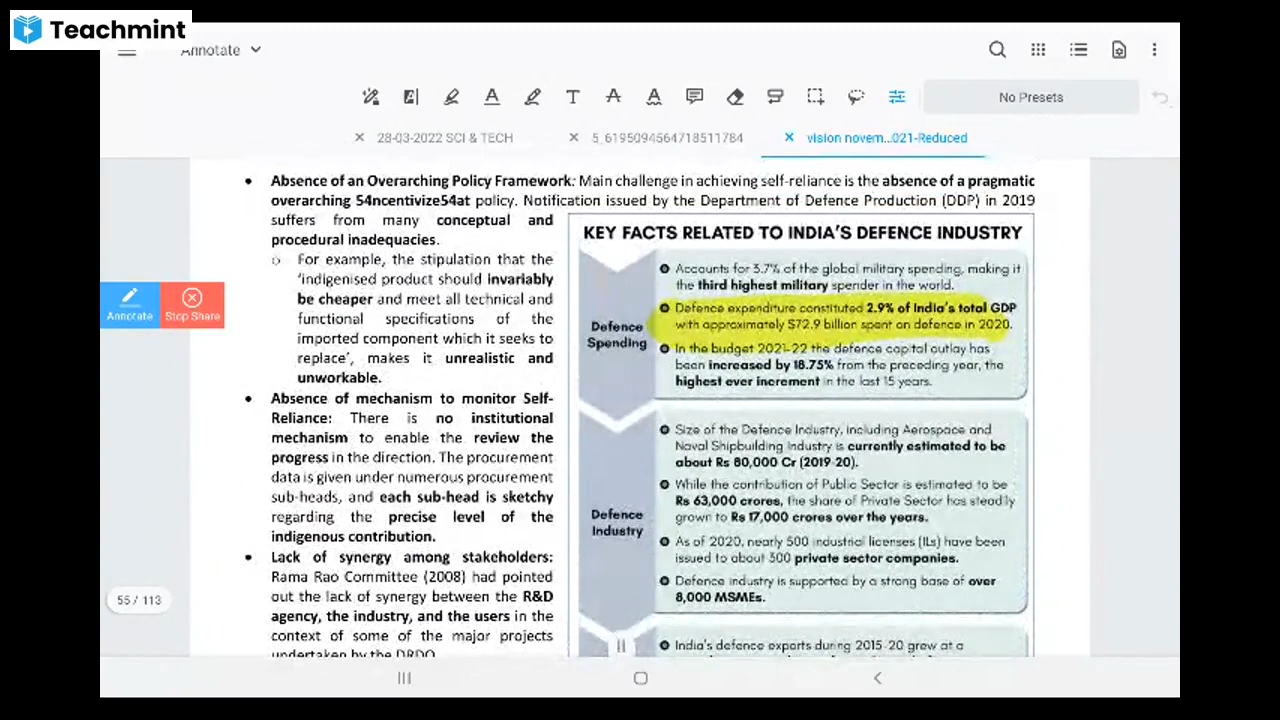 Teachmint
Annotate
No Presets
28-03-2022 SCI & TECH
5_6195094564718511784
vision novem...021-Reduced
Absence of an Overarching Policy Framework: Main challenge in achieving self-reliance is the absence of a pragmatic
overarching 54ncentivize54at policy. Notification issued by the Department of Defence Production (DDP) in 2019
suffers from many conceptual and
procedural inadequacies.
For example, the stipulation that the
'indigenised product should invariably
be cheaper and meet all technical and
functional specifications of the
imported component which it seeks to
replace', makes it unrealistic and
unworkable.
Absence of mechanism to monitor Self-
Reliance: There is no institutional
mechanism to enable the review the
progress in the direction. The procurement
data is given under numerous procurement
sub-heads, and each sub-head is sketchy
regarding the precise level of the
indigenous contribution.
Lack of synergy among stakeholders:
Rama Rao Committee (2008) had pointed
out the lack of synergy between the R&D
agency, the industry, and the users in the
context of some of the major projects
undertaken by the DRDO.
KEY FACTS RELATED TO INDIA'S DEFENCE INDUSTRY
Defence
Spending
Accounts for 3.7% of the global military spending, making it
the third highest military spender in the world.
Defence expenditure constituted 2.9% of India's total GDP
with approximately $72.9 billion spent on defence in 2020.
In the budget 2021-22 the defence capital outlay has
been increased by 18.75% from the preceding year, the
highest ever increment in the last 15 years.
Defence
Industry
Size of the Defence Industry, including Aerospace and
Naval Shipbuilding Industry is currently estimated to be
about Rs 80,000 Cr (2019-20).
While the contribution of Public Sector is estimated to be
Rs 63,000 crores, the share of Private Sector has steadly
grown to Rs 17,000 crores over the years.
As of 2020, nearly 500 industrial licenses (ILs) have been
issued to about 300 private sector companies.
Defence industry is supported by a strong base of over
8,000 MSMEs.
India's defence exports during 2015-20 grew at a
Annotate
Stop Share
55 / 113